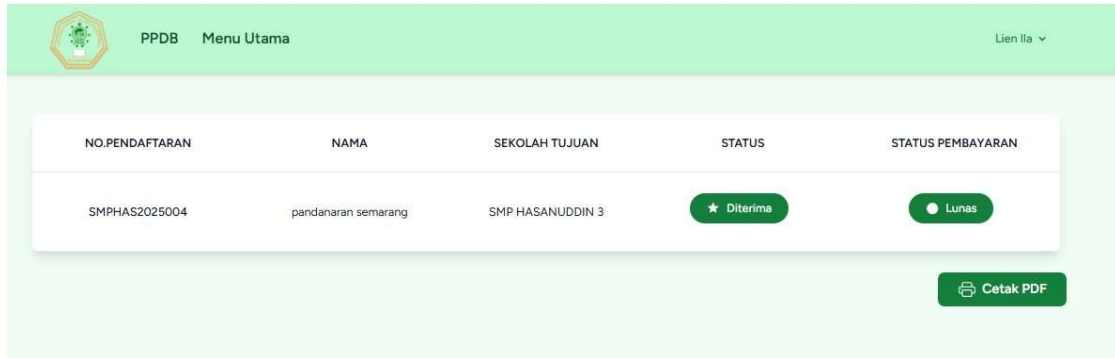 PPDB Menu Utama Lien Ila
NO.PENDAFTARAN NAMA SEKOLAH TUJUAN STATUS STATUS PEMBAYARAN
SMPHAS2025004 pandanaran semarang SMP HASANUDDIN 3 Diterima Lunas
Cetak PDF